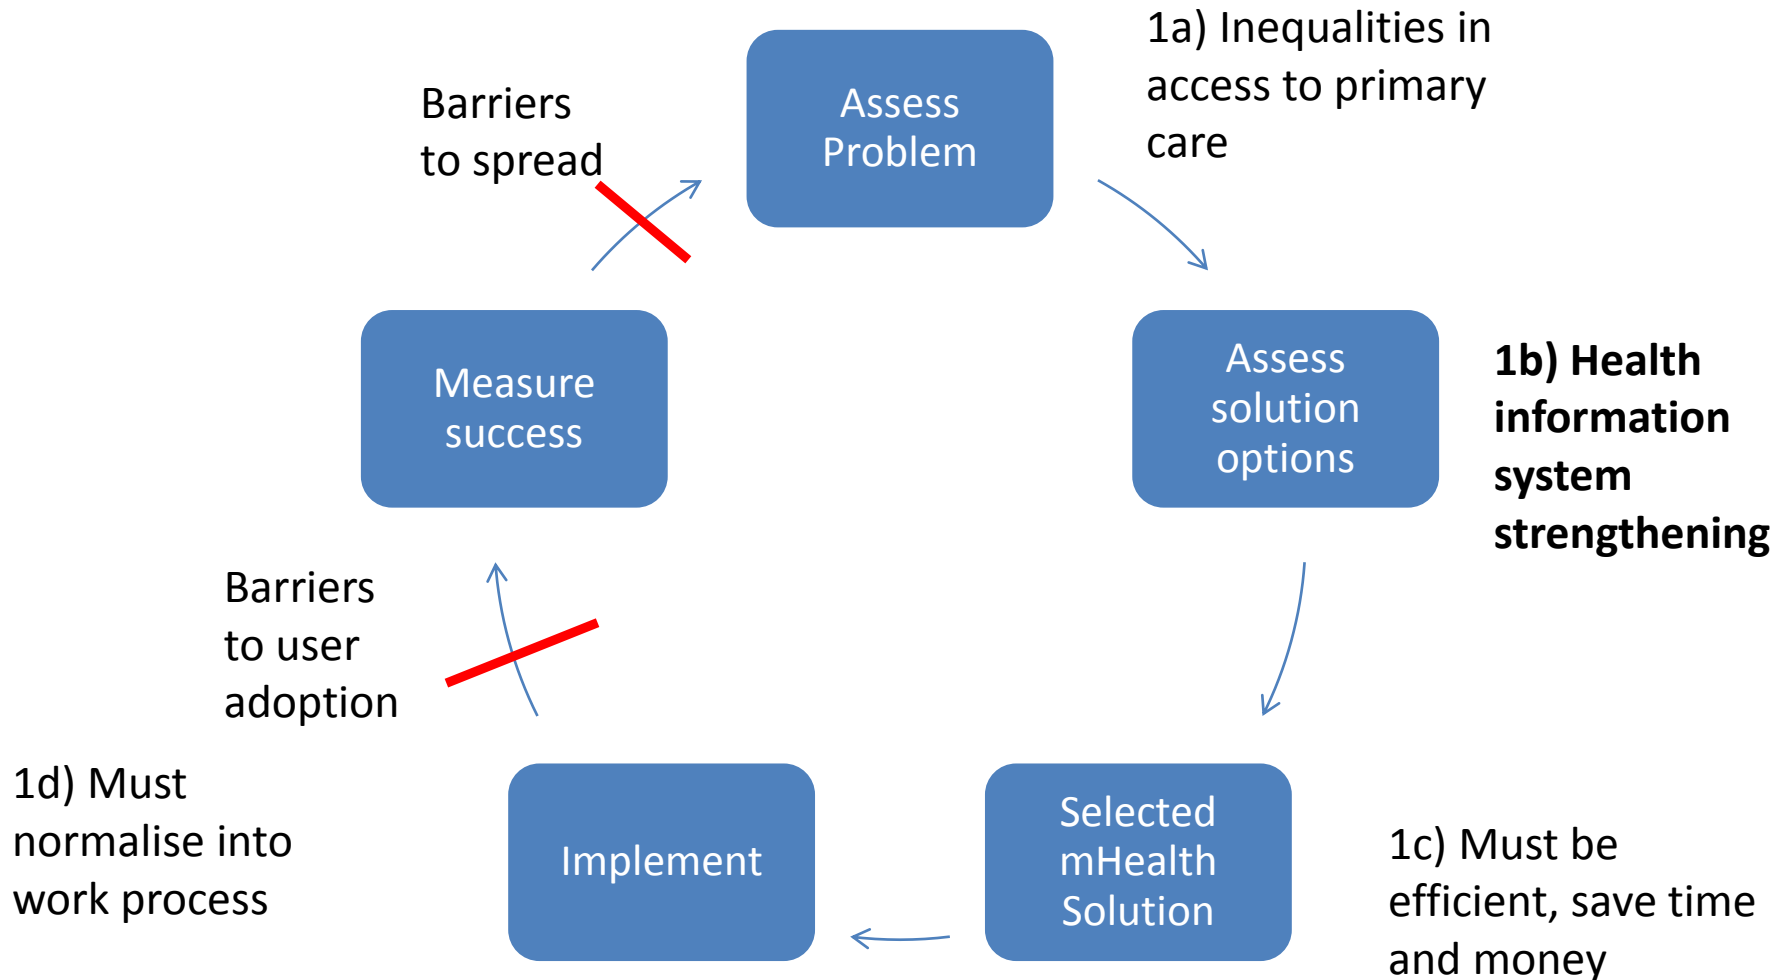 Assess
Problem
1a) Inequalities in
access to primary
care
Assess
solution
options
1b) Health
information
system
strengthening
Selected
mHealth
Solution
1c) Must be
efficient, save time
and money
Implement
1d) Must
normalise into
work process
Barriers
to user
adoption
Measure
success
Barriers
to spread